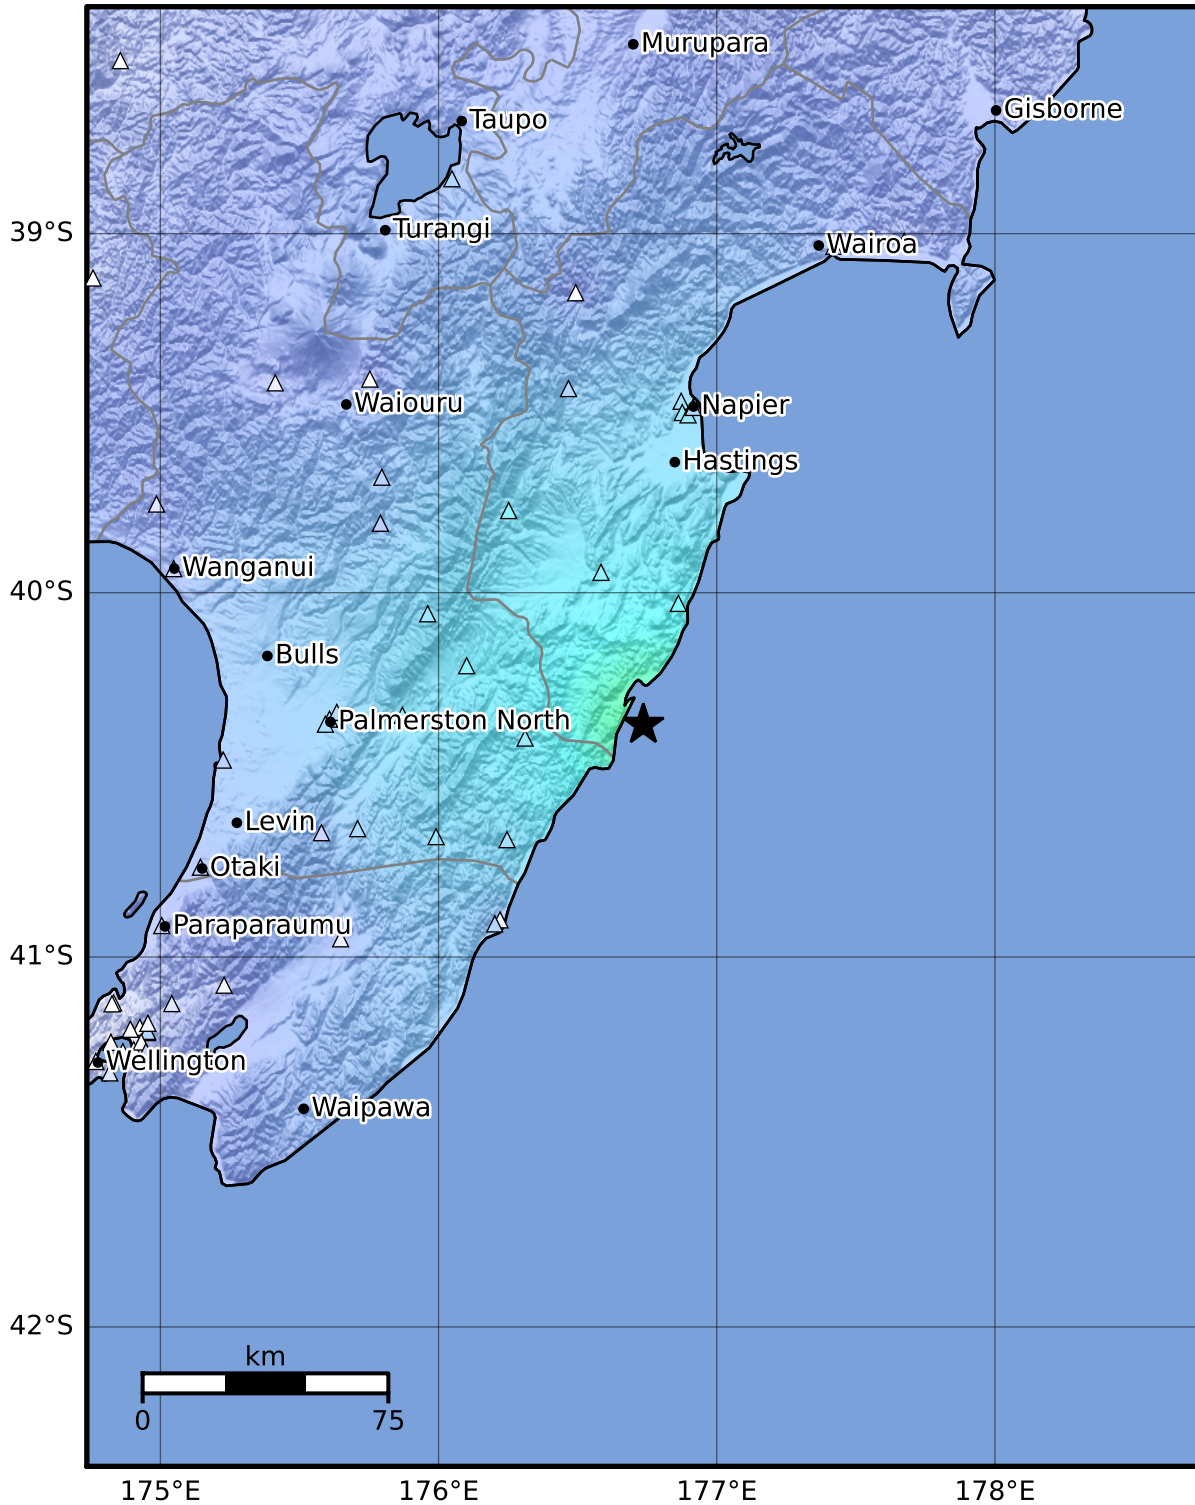 Murupara
Gisborne
Taupo
39°S
Turangi
Wairoa
Waiouru
Napier
Hastings
Wanganui
40°S
Bulls
Palmerston North
Levin
Otaki
Paraparaumu
41°S
Wellington
Waipawa
42°S
km
0
75
175°E
176°E
177°E
178°E